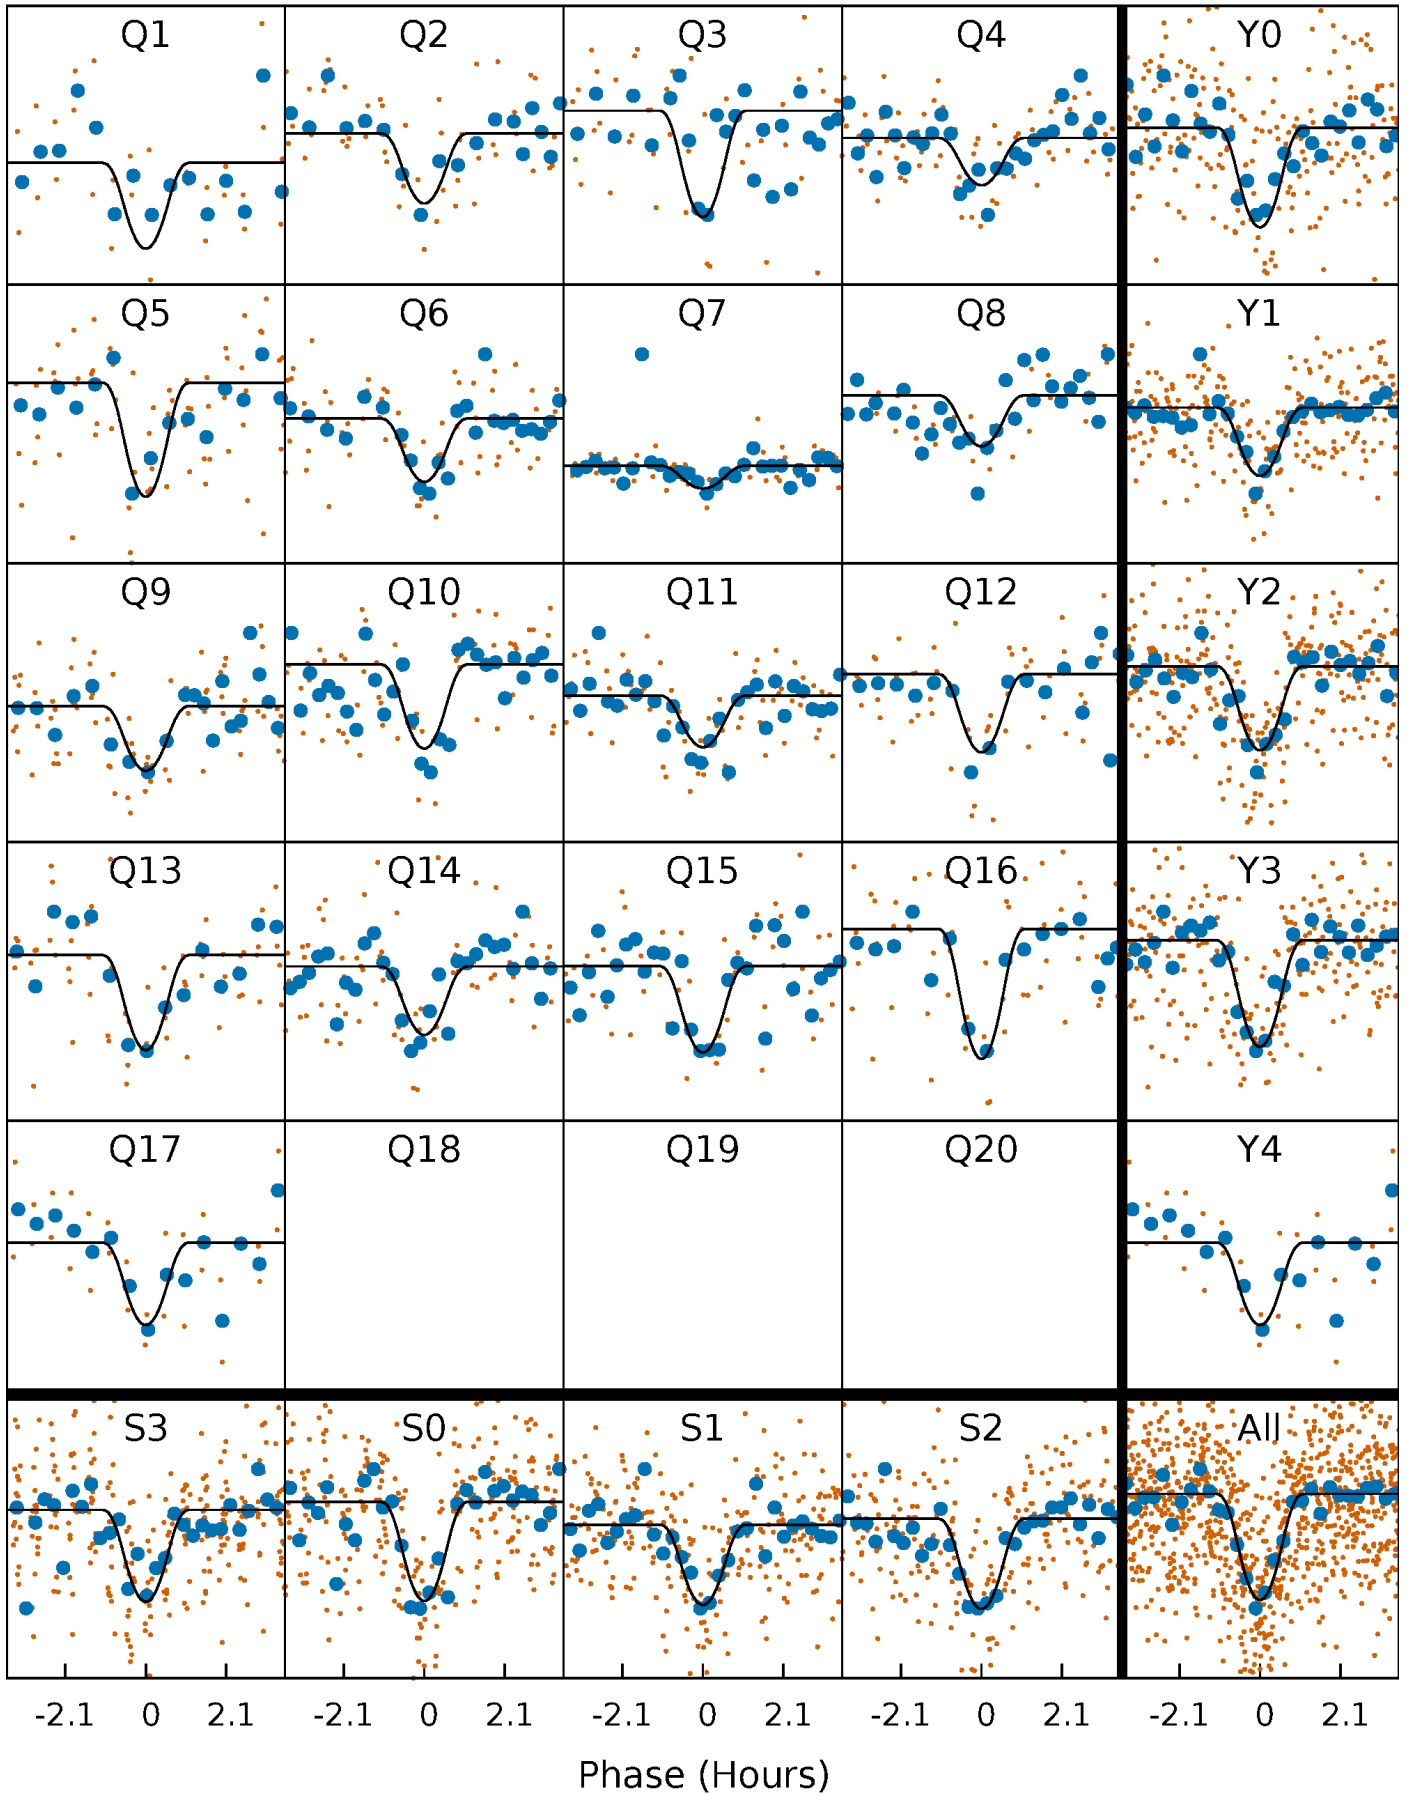 Q1 Q2 Q3 Q4 Y0
Q5 Q6 Q7 Q8 Y1
Q9 Q10 Q11 Q12 Y2
Q13 Q14 Q15 Q16 Y3
Q17 Q18 Q19 Q20 Y4
S3 S0 S1 S2 All
-2.1 0 2.1 -2.1 0 2.1 -2.1 0 2.1 -2.1 0 2.1 -2.1 0 2.1
Phase (Hours)